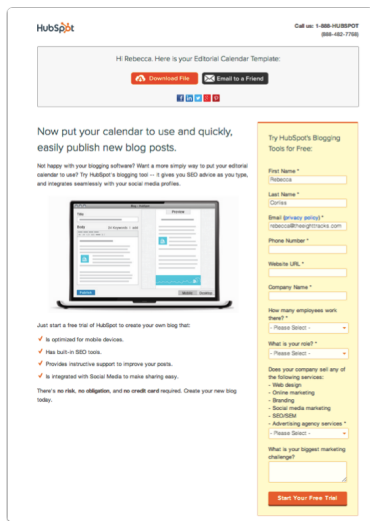 HubSpot
Call us: 1-888-HUBSPOT
(888-482-7768)
Hi Rebecca. Here is your Editorial Calendar Template:
Download File
Email to a Friend
Now put your calendar to use and quickly,
easily publish new blog posts.
Not happy with your blogging software? Want a more simply way to put your editorial
calendar to use? Try HubSpot's blogging tool -- it gives you SEO advice as you type,
and integrates seamlessly with your social media profiles.
Title
Body
Preview
Just start a free trial of HubSpot to create your own blog that:
Is optimized for mobile devices.
Has built-in SEO tools.
Provides instructive support to improve your posts.
Is integrated with Social Media to make sharing easy.
There's no risk, no obligation, and no credit card required. Create your new blog
today.
Try HubSpot's Blogging
Tools for Free:
First Name *
Rebecca
Last Name *
Corliss
Email (privacy policy) *
Phone Number *
Website URL *
Company Name *
How many employees work
there? *
- Please Select -
What is your role? *
- Please Select -
Does your company sell any of
the following services:
- Web design
- Online marketing
- Branding
- Social media marketing
- SEO/SEM
- Advertising agency services *
- Please Select -
What is your biggest marketing
challenge?
Start Your Free Trial